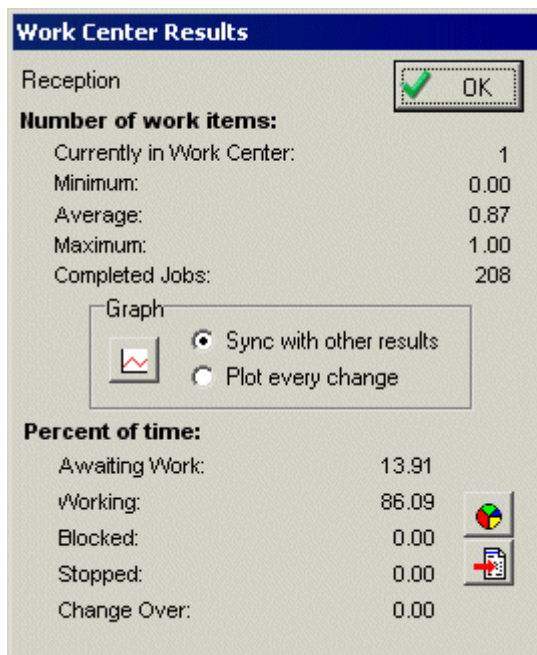 Work Center Results
Reception
OK
Number of work items:
Currently in Work Center: 1
Minimum: 0.00
Average: 0.87
Maximum: 1.00
Completed Jobs: 208
Graph
Sync with other results
Plot every change
Percent of time:
Awaiting Work: 13.91
Working: 86.09
Blocked: 0.00
Stopped: 0.00
Change Over: 0.00